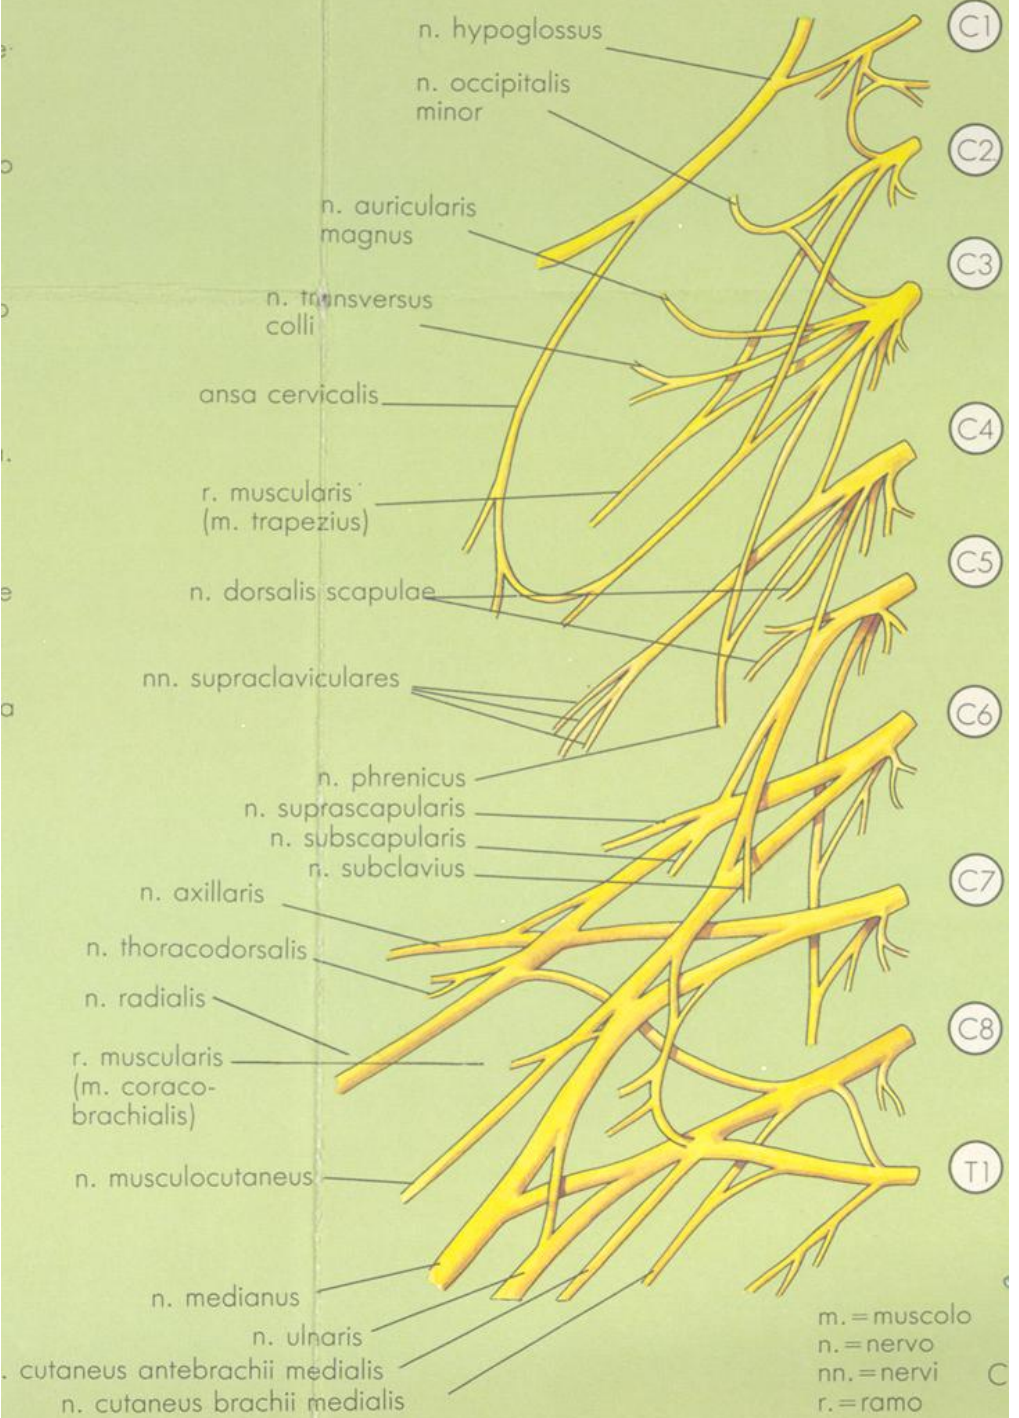 n. hypoglossus
C1
n. occipitalis
minor
C2
n. auricularis
magnus
C3
n. transversus
colli
ansa cervicalis
C4
r. muscularis
(m. trapezius)
C5
n. dorsalis scapulae
nn. supraclaviculares
C6
n. phrenicus
n. suprascapularis
n. subscapularis
n. subclavius
C7
n. axillaris
n. thoracodorsalis
n. radialis
C8
r. muscularis
(m. coraco-
brachialis)
n. musculocutaneus
T1
n. medianus
n. ulnaris
. cutaneus antebrachii medialis
n. cutaneus brachii medialis
m.=muscolo
n.=nervo
nn.=nervi
r.=ramo